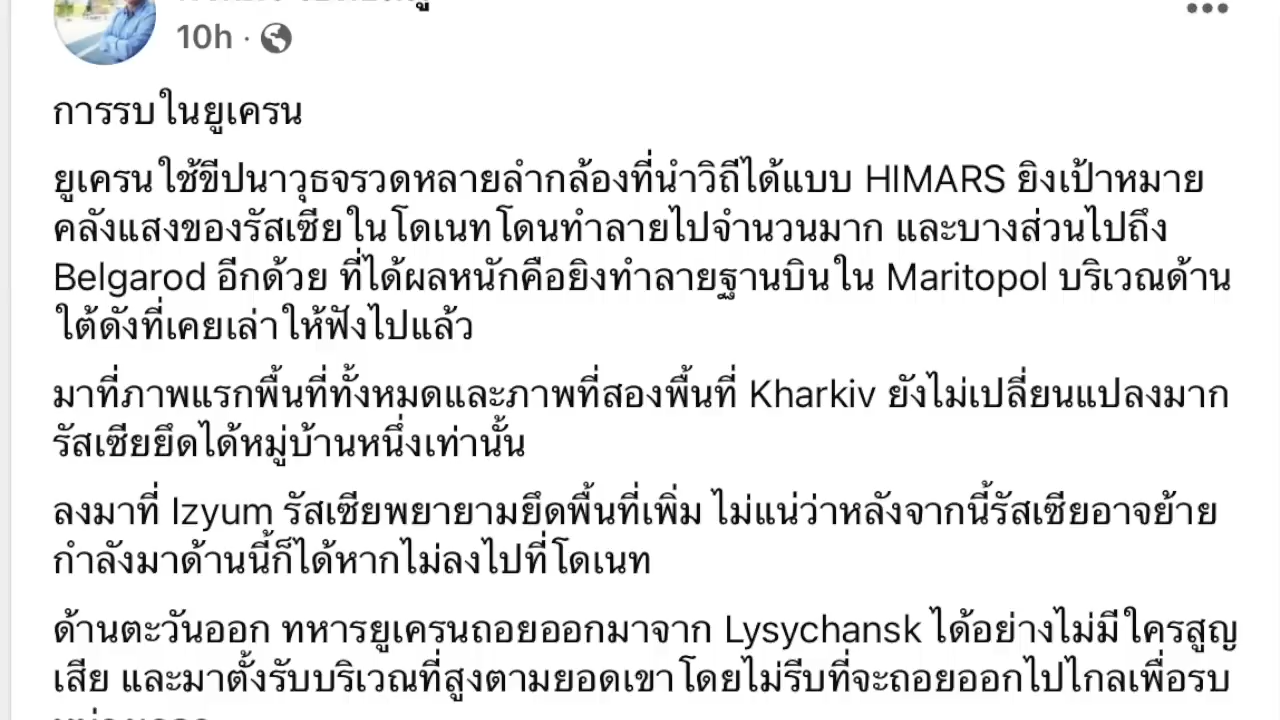 10h ·
การรบในยูเครน
ยูเครนใช้ขีปนาวุธจรวดหลายลำกล้องที่นำวิถีได้แบบ HIMARS ยิงเป้าหมาย
คลังแสงของรัสเซียในโดเนทโดนทำลายไปจำนวนมาก และบางส่วนไปถึง
Belgarod อีกด้วย ที่ได้ผลหนักคือยิงทำลายฐานบินใน Maritopol บริเวณด้าน
ใต้ดังที่เคยเล่าให้ฟังไปแล้ว
มาที่ภาพแรกพื้นที่ทั้งหมดและภาพที่สองพื้นที่ Kharkiv ยังไม่เปลี่ยนแปลงมาก
รัสเซียยึดได้หมู่บ้านหนึ่งเท่านั้น
ลงมาที่ Izyum รัสเซียพยายามยึดพื้นที่เพิ่ม ไม่แน่ว่าหลังจากนี้รัสเซียอาจย้าย
กำลังมาด้านนี้ก็ได้หากไม่ลงไปที่โดเนท
ด้านตะวันออก ทหารยูเครนถอยออกมาจาก Lysychansk ได้อย่างไม่มีใครสูญ
เสีย และมาตั้งรับบริเวณที่สูงตามยอดเขาโดยไม่รีบที่จะถอยออกไปไกลเพื่อรบ